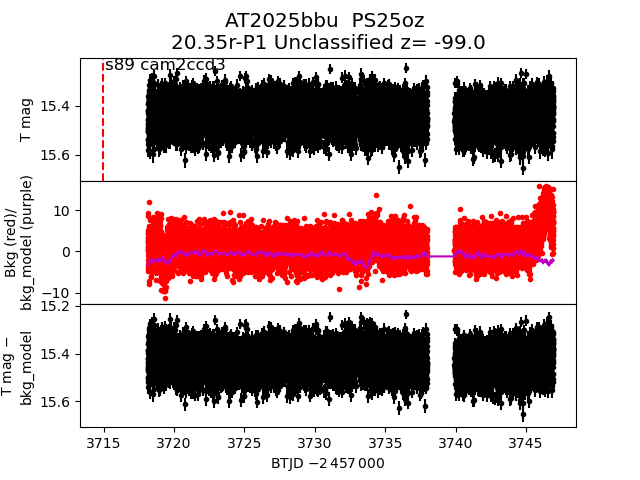 AT2025bbu  PS25oz
20.35r-P1 Unclassified z= -99.0
s89 cam2ccd3
T mag
15.4
15.6
Bkg (red)/
bkg_model (purple)
10
0
−10
T mag −
bkg_model
15.2
15.4
15.6
3715 3720 3725 3730 3735 3740 3745
BTJD −2 457 000